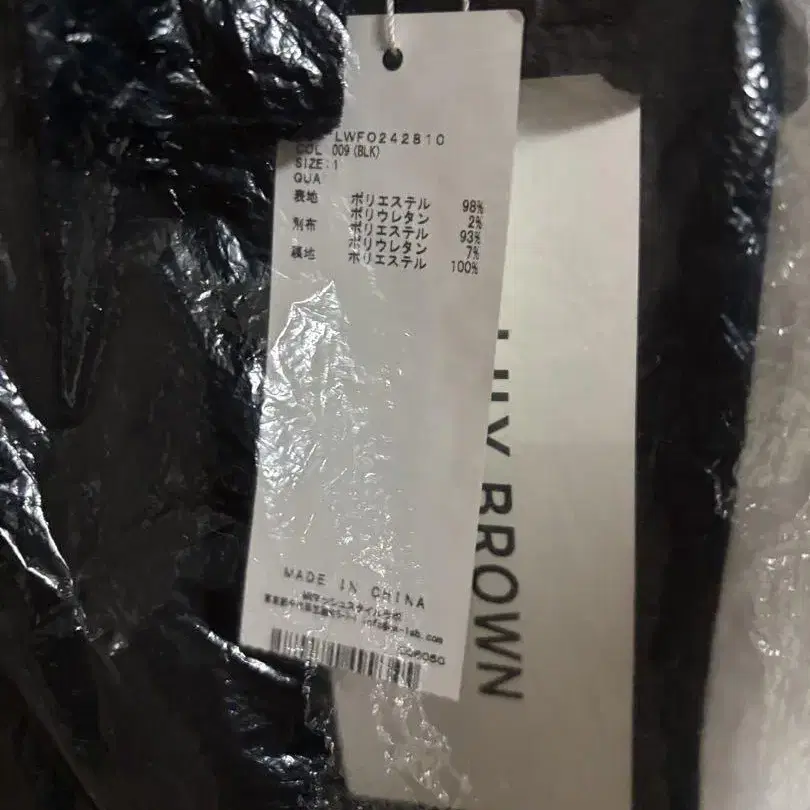 LWFO242810
COL 009(BLK)
SIZE:1
QUA
表地 ポリエステル 98%
ポリウレタン 2%
別布 ポリエステル 93%
ポリウレタン 7%
裏地 ポリエステル 100%
MADE IN CHINA
BROWN